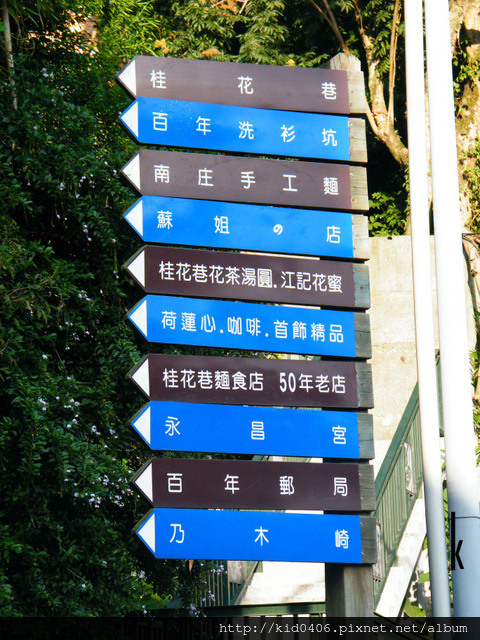 桂花巷
百年洗衫坑
南庄手工麵
蘇姐の店
桂花巷花茶湯圓.江記花蜜
荷蓮心.咖啡.首飾精品
桂花巷麵食店 50年老店
永昌宮
百年郵局
乃木崎
k
http://kid0406.pixnet.net/album